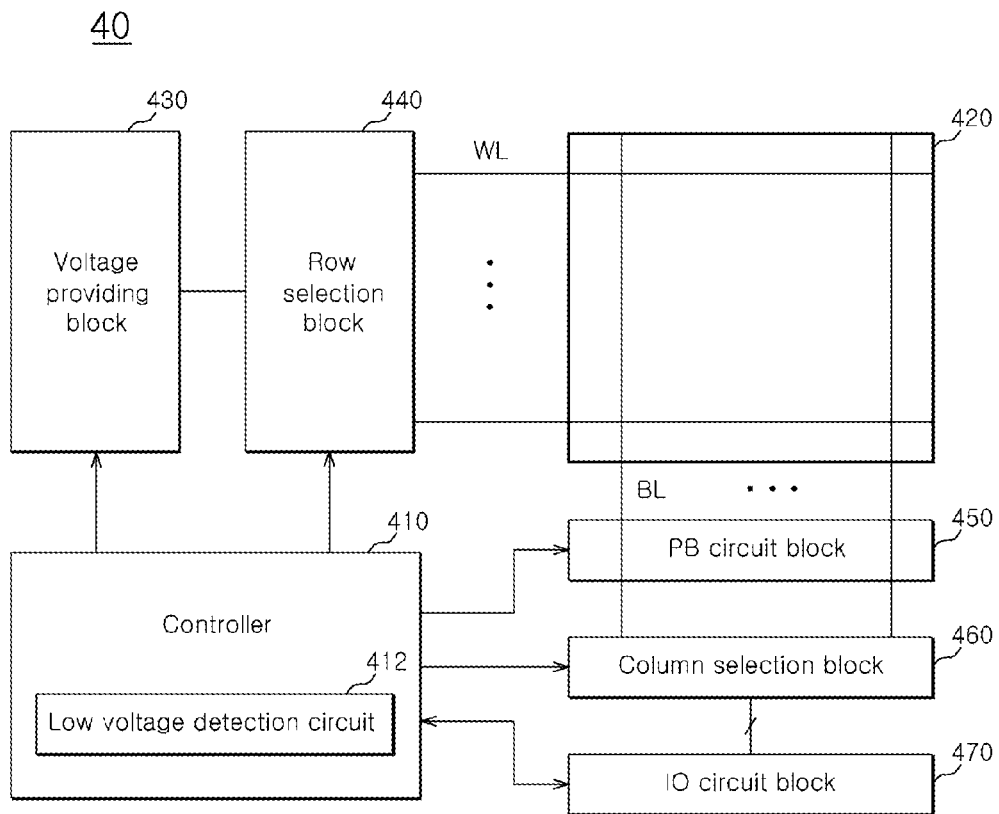 40
430
440
420
WL
Voltage
providing
block
Row
selection
block
BL
410
450
PB circuit block
Controller
460
412
Column selection block
Low voltage detection circuit
470
IO circuit block